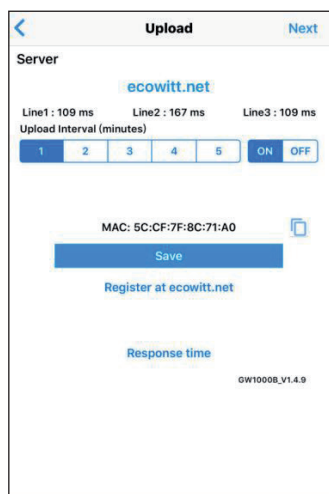 Upload Next
Server
ecowitt.net
Line1 : 109 ms Line2 : 167 ms Line3 : 109 ms
Upload Interval (minutes)
1 2 3 4 5 ON OFF
MAC: 5C:CF:7F:8C:71:A0
Save
Register at ecowitt.net
Response time
GW1000B_V1.4.9